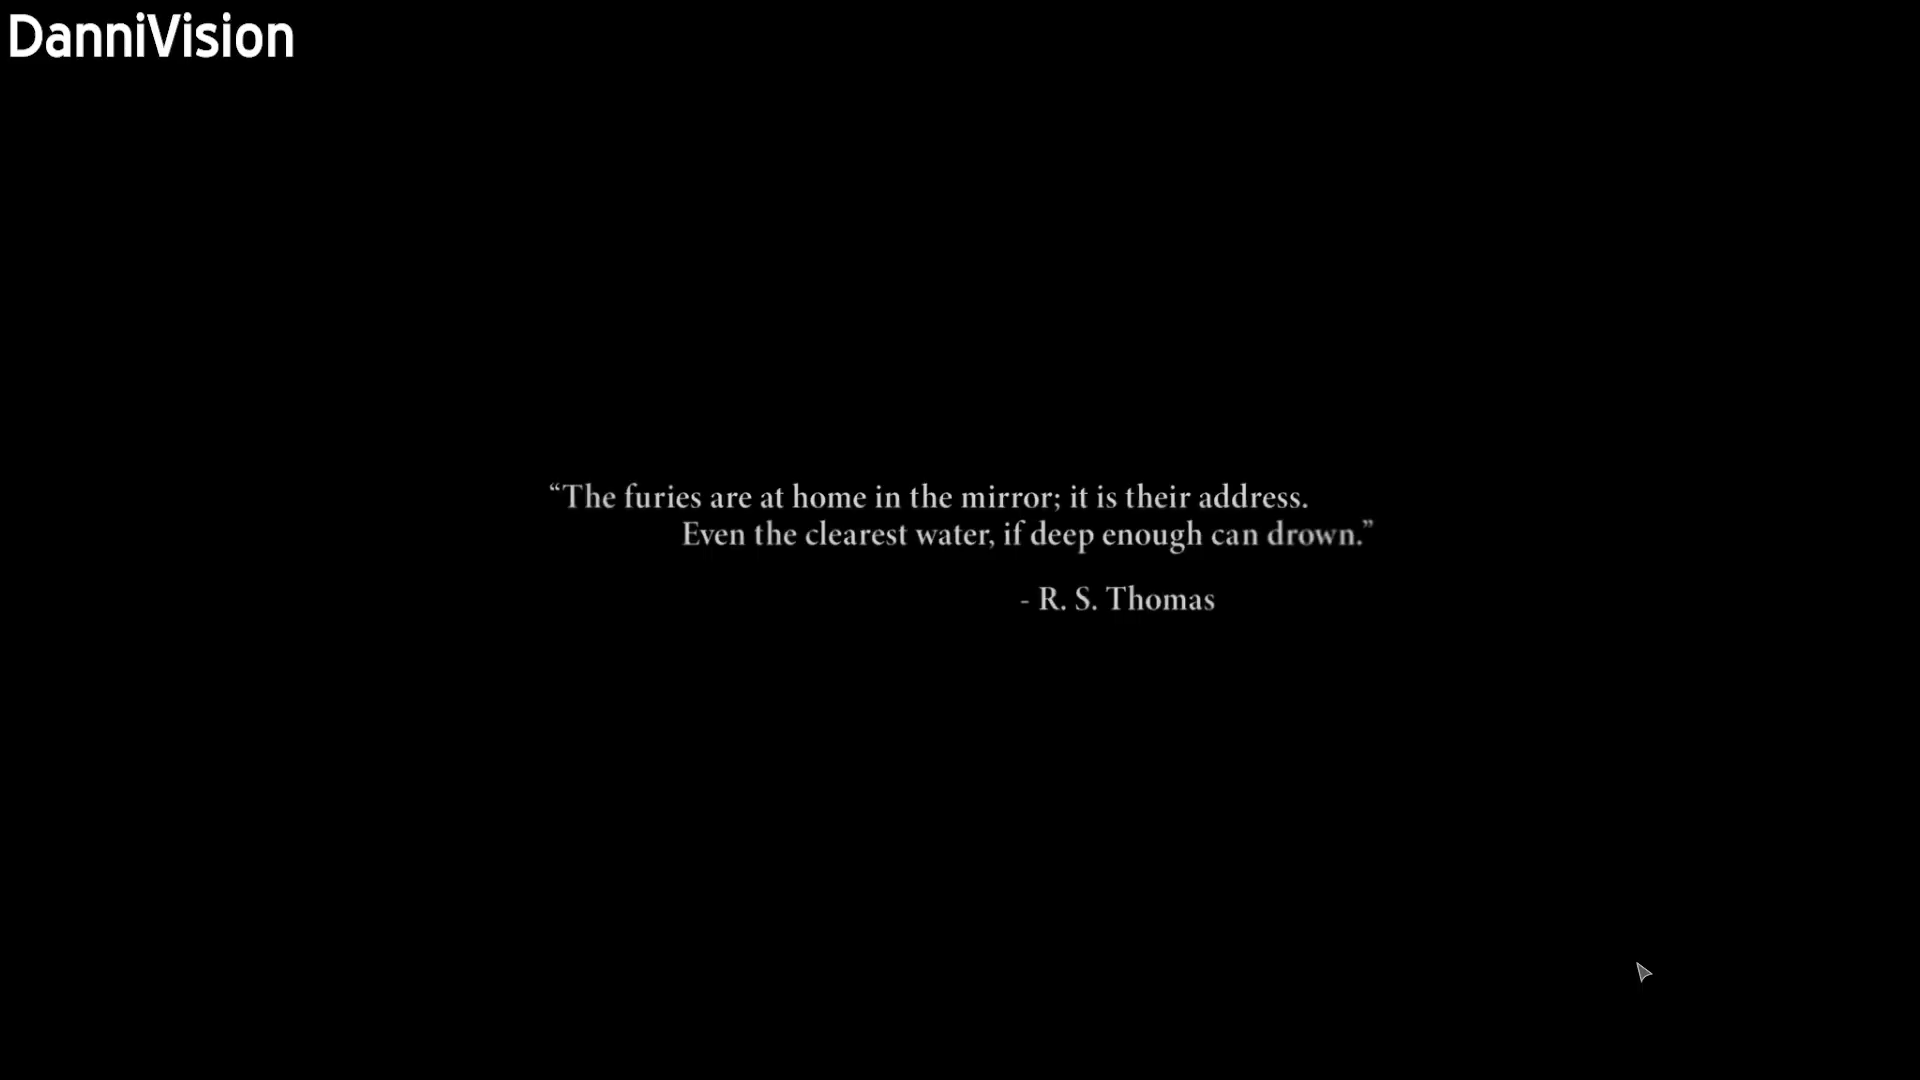 DanniVision
“The furies are at home in the mirror; it is their address.
Even the clearest water, if deep enough can drown.”
- R. S. Thomas